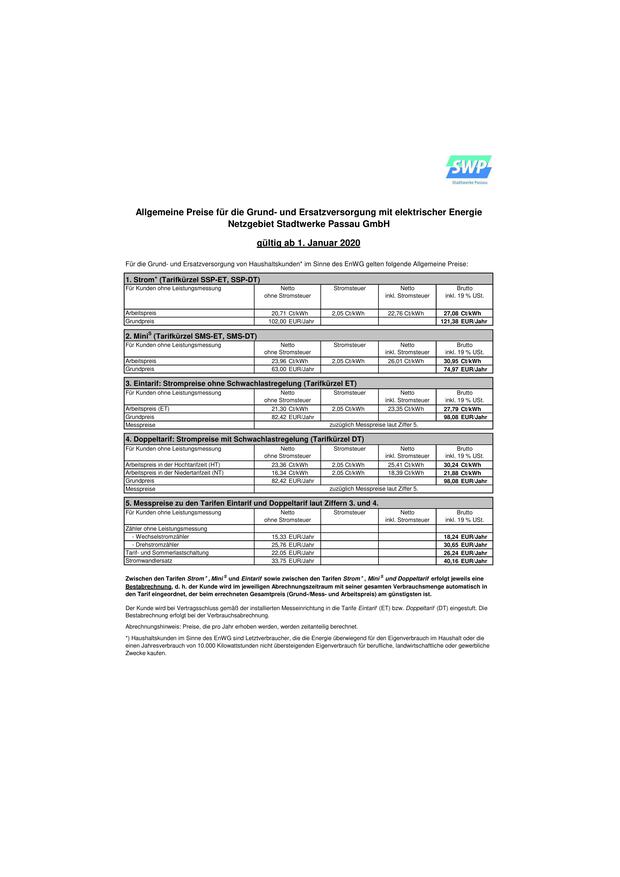 SWP
Stadtwerke Passau
Allgemeine Preise für die Grund- und Ersatzversorgung mit elektrischer Energie
Netzgebiet Stadtwerke Passau GmbH
gültig ab 1. Januar 2020
Für die Grund- und Ersatzversorgung von Haushaltskunden* im Sinne des EnWG gelten folgende Allgemeine Preise:
1. Strom+ (Tarifkürzel SSP-ET, SSP-DT)
Für Kunden ohne Leistungsmessung Netto Stromsteuer Netto Brutto
ohne Stromsteuer inkl. Stromsteuer inkl. 19 % USt.
Arbeitspreis 20,71 Ct/kWh 2,05 Ct/kWh 22,76 Ct/kWh 27,08 Ct/kWh
Grundpreis 102,00 EUR/Jahr 121,38 EUR/Jahr
2. MiniS (Tarifkürzel SMS-ET, SMS-DT)
Für Kunden ohne Leistungsmessung Netto Stromsteuer Netto Brutto
ohne Stromsteuer inkl. Stromsteuer inkl. 19 % USt.
Arbeitspreis 23,96 Ct/kWh 2,05 Ct/kWh 26,01 Ct/kWh 30,95 Ct/kWh
Grundpreis 63,00 EUR/Jahr 74,97 EUR/Jahr
3. Eintarif: Strompreise ohne Schwachlastregelung (Tarifkürzel ET)
Für Kunden ohne Leistungsmessung Netto Stromsteuer Netto Brutto
ohne Stromsteuer inkl. Stromsteuer inkl. 19 % USt.
Arbeitspreis (ET) 21,30 Ct/kWh 2,05 Ct/kWh 23,35 Ct/kWh 27,79 Ct/kWh
Grundpreis 82,42 EUR/Jahr 98,08 EUR/Jahr
Messpreise zuzüglich Messpreise laut Ziffer 5.
4. Doppeltarif: Strompreise mit Schwachlastregelung (Tarifkürzel DT)
Für Kunden ohne Leistungsmessung Netto Stromsteuer Netto Brutto
ohne Stromsteuer inkl. Stromsteuer inkl. 19 % USt.
Arbeitspreis in der Hochtarifzeit (HT) 23,36 Ct/kWh 2,05 Ct/kWh 25,41 Ct/kWh 30,24 Ct/kWh
Arbeitspreis in der Niedertarifzeit (NT) 16,34 Ct/kWh 2,05 Ct/kWh 18,39 Ct/kWh 21,88 Ct/kWh
Grundpreis 82,42 EUR/Jahr 98,08 EUR/Jahr
Messpreise zuzüglich Messpreise laut Ziffer 5.
5. Messpreise zu den Tarifen Eintarif und Doppeltarif laut Ziffern 3. und 4.
Für Kunden ohne Leistungsmessung Netto Stromsteuer Netto Brutto
ohne Stromsteuer inkl. Stromsteuer inkl. 19 % USt.
Zähler ohne Leistungsmessung
- Wechselstromzähler 15,33 EUR/Jahr 18,24 EUR/Jahr
- Drehstromzähler 25,76 EUR/Jahr 30,65 EUR/Jahr
Tarif- und Sommerlastschaltung 22,05 EUR/Jahr 26,24 EUR/Jahr
Stromwandlersatz 33,75 EUR/Jahr 40,16 EUR/Jahr
Zwischen den Tarifen Strom+, MiniS und Eintarif sowie zwischen den Tarifen Strom+, MiniS und Doppeltarif erfolgt jeweils eine
Bestabrechnung, d. h. der Kunde wird im jeweiligen Abrechnungszeitraum mit seiner gesamten Verbrauchsmenge automatisch in
den Tarif eingeordnet, der beim errechneten Gesamtpreis (Grund-/Mess- und Arbeitspreis) am günstigsten ist.
Der Kunde wird bei Vertragsschluss gemäß der installierten Messeinrichtung in die Tarife Eintarif (ET) bzw. Doppeltarif (DT) eingestuft. Die
Bestabrechnung erfolgt bei der Verbrauchsabrechnung.
Abrechnungshinweis: Preise, die pro Jahr erhoben werden, werden zeitanteilig berechnet.
*) Haushaltskunden im Sinne des EnWG sind Letztverbraucher, die die Energie überwiegend für den Eigenverbrauch im Haushalt oder die
einen Jahresverbrauch von 10.000 Kilowattstunden nicht übersteigenden Eigenverbrauch für berufliche, landwirtschaftliche oder gewerbliche
Zwecke kaufen.